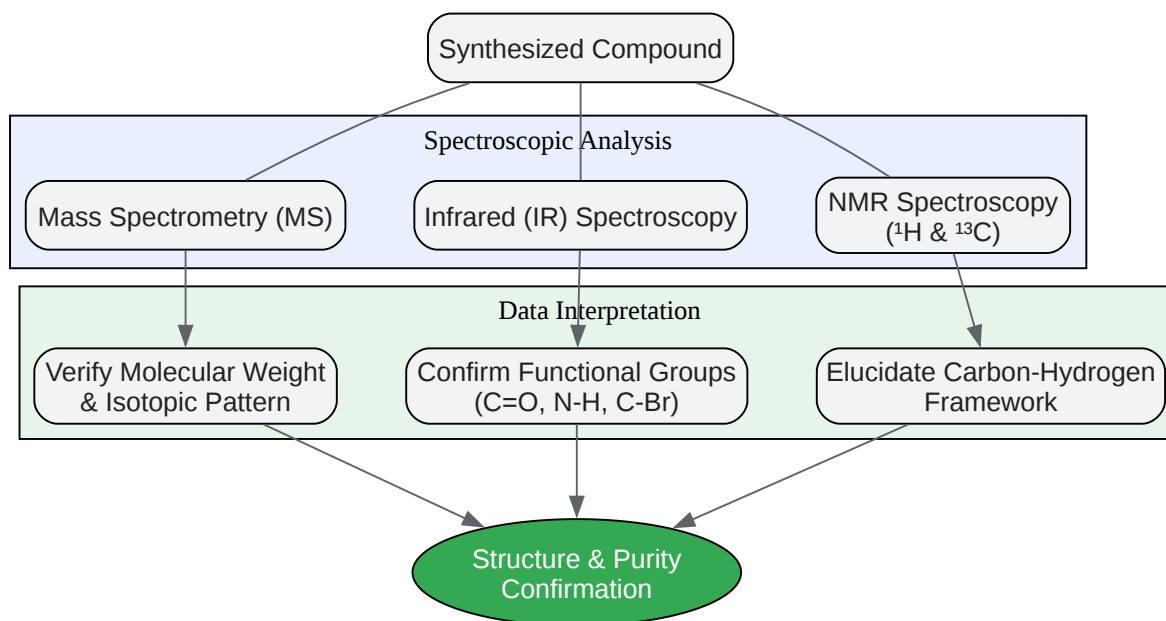 Synthesized Compound
Spectroscopic Analysis
Mass Spectrometry (MS)
Infrared (IR) Spectroscopy
NMR Spectroscopy
(¹H & ¹³C)
Data Interpretation
Verify Molecular Weight
& Isotopic Pattern
Confirm Functional Groups
(C=O, N-H, C-Br)
Elucidate Carbon-Hydrogen
Framework
Structure & Purity
Confirmation